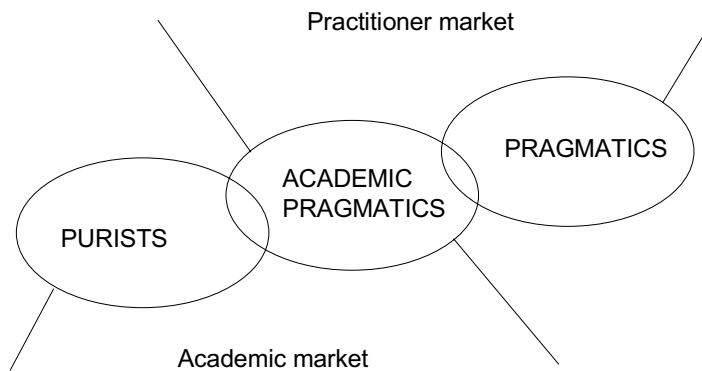 Practitioner market
PRAGMATICS
ACADEMIC
PRAGMATICS
PURISTS
Academic market